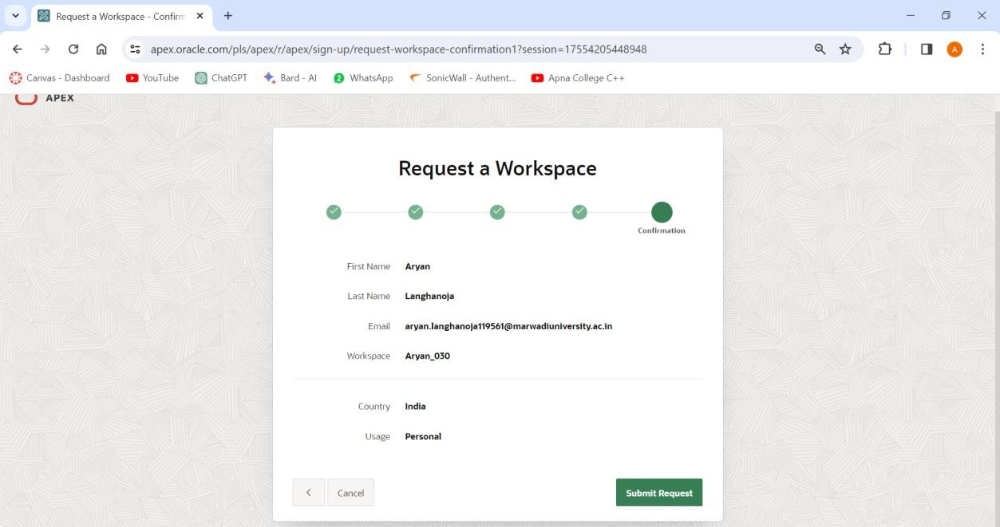 Request a Workspace - Confirm
apex.oracle.com/pls/apex/r/apex/sign-up/request-workspace-confirmation1?session=17554205448948
A
Canvas - Dashboard YouTube ChatGPT Bard - AI 2 WhatsApp SonicWall - Authent... Apna College C++
APEX
Request a Workspace
Confirmation
First Name Aryan
Last Name Langhanoja
Email aryan.langhanoja119561@marwadiuniversity.ac.in
Workspace Aryan_030
Country India
Usage Personal
Cancel Submit Request